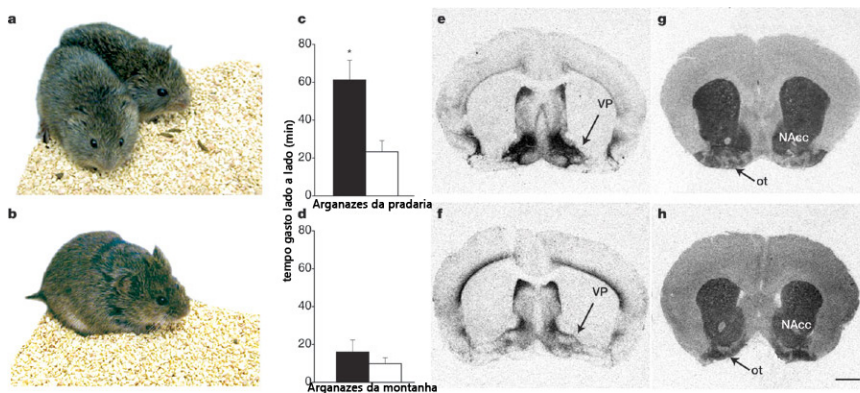 a
b
c
80
60
40
20
0
*
Arganazes da pradaria
tempo gasto lado a lado (min)
d
80
60
40
20
0
Arganazes da montanha
e
VP
f
VP
g
NAcc
ot
h
NAcc
ot